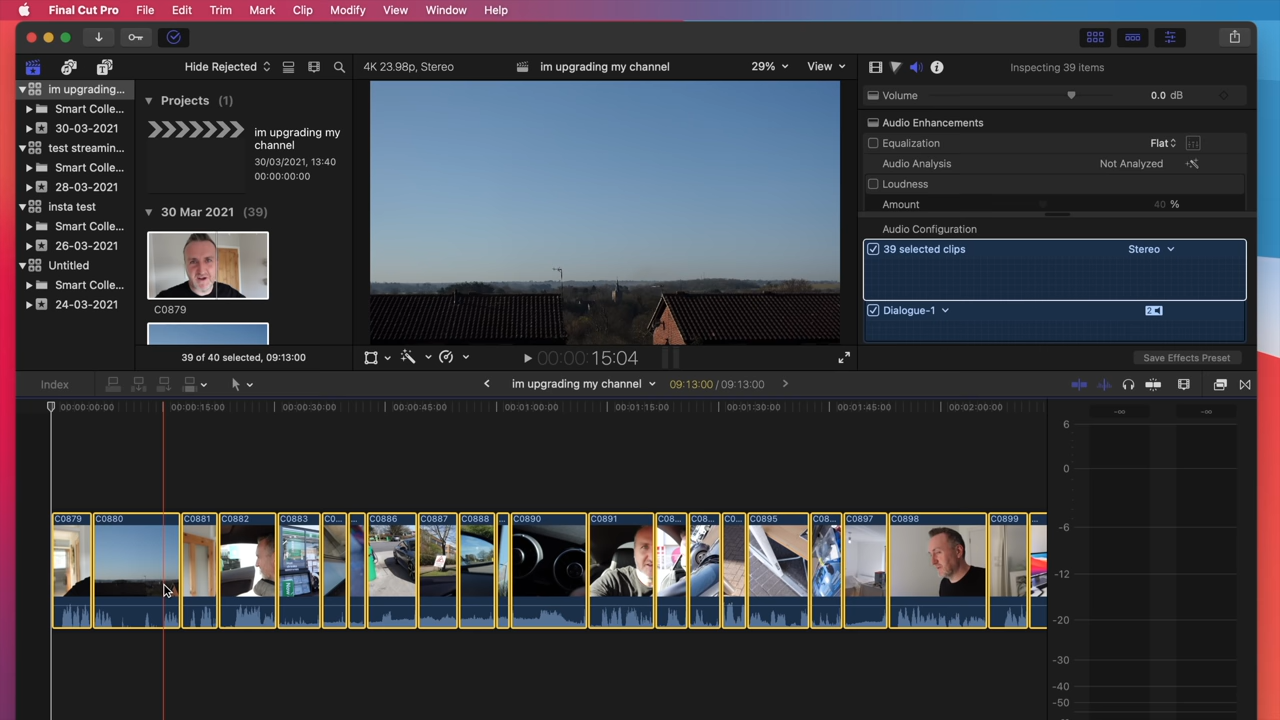 Final Cut Pro File Edit Trim Mark Clip Modify View Window Help
Hide Rejected
4K 23.98p, Stereo
im upgrading my channel
29%
View
Inspecting 39 items
im upgrading...
Smart Colle...
30-03-2021
test streamin...
Smart Colle...
28-03-2021
insta test
Smart Colle...
26-03-2021
Untitled
Smart Colle...
24-03-2021
Projects (1)
im upgrading my
channel
30/03/2021, 13:40
00:00:00:00
30 Mar 2021 (39)
C0879
39 of 40 selected, 09:13:00
00:00:15:04
Volume
0.0 dB
Audio Enhancements
Equalization
Flat
Audio Analysis
Not Analyzed
Loudness
Amount
40 %
Audio Configuration
39 selected clips
Stereo
Dialogue-1
2
Save Effects Preset
Index
im upgrading my channel
09:13:00 / 09:13:00
00:00:00:00 00:00:15:00 00:00:30:00 00:00:45:00 00:01:00:00 00:01:15:00 00:01:30:00 00:01:45:00 00:02:00:00
C0879 C0880 C0881 C0882 C0883 C0... ... C0886 C0887 C0888 ... C0890 C0891 C08... C08... C0... C0895 C08... C0897 C0898 C0899 ...
-∞ -∞
6
0
-6
-12
-20
-30
-40
-50